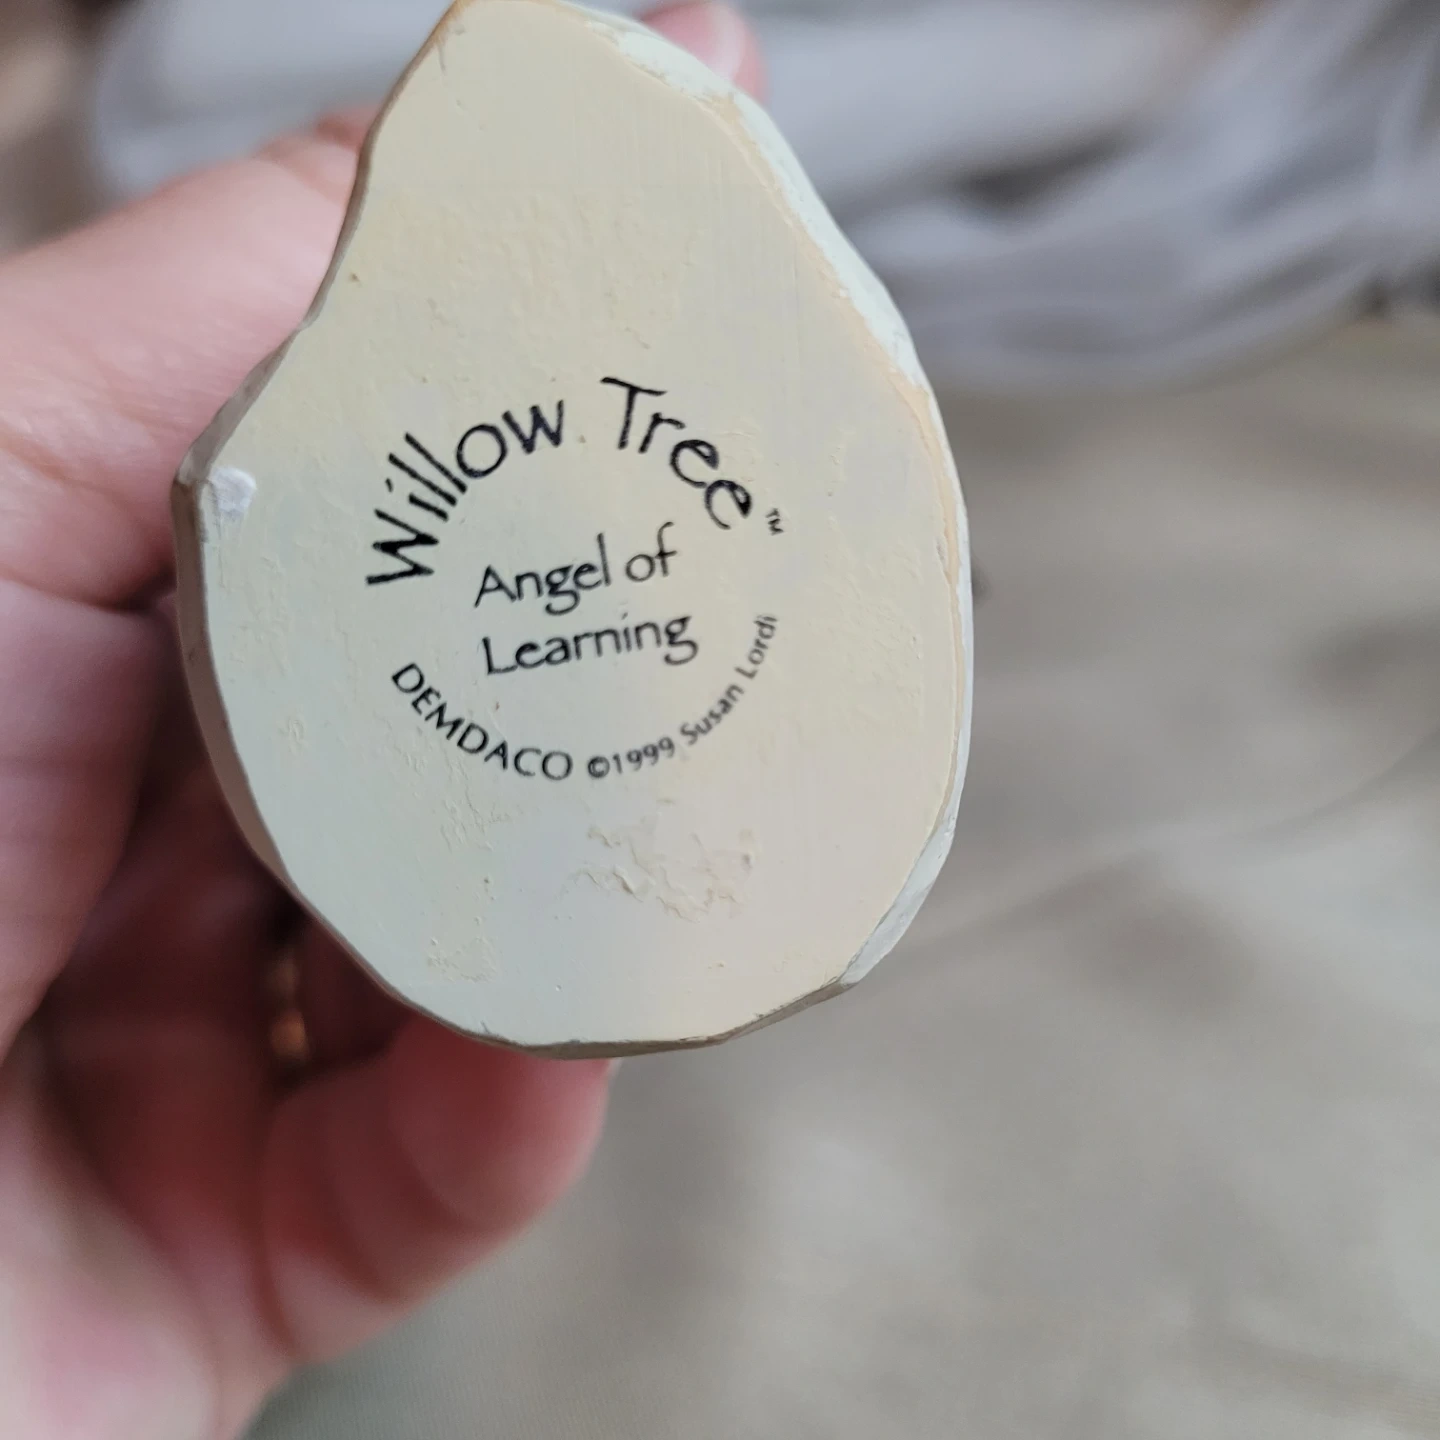 Willow Tree™
Angel of
Learning
DEMDACO ©1999 Susan Lordi